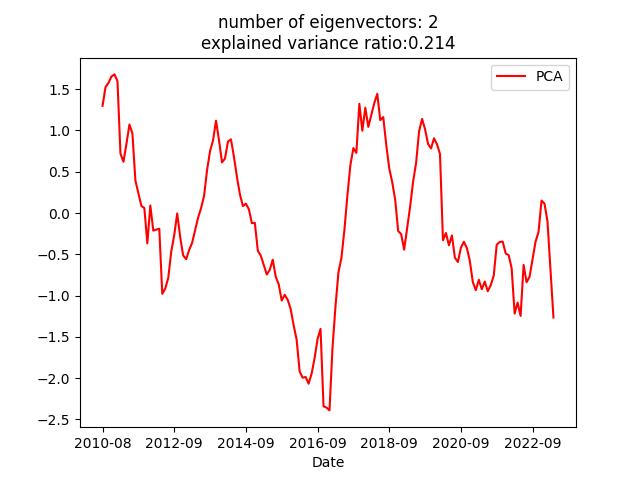 number of eigenvectors: 2
explained variance ratio:0.214
PCA
1.5
1.0
0.5
0.0
−0.5
−1.0
−1.5
−2.0
−2.5
2010-08 2012-09 2014-09 2016-09 2018-09 2020-09 2022-09
Date